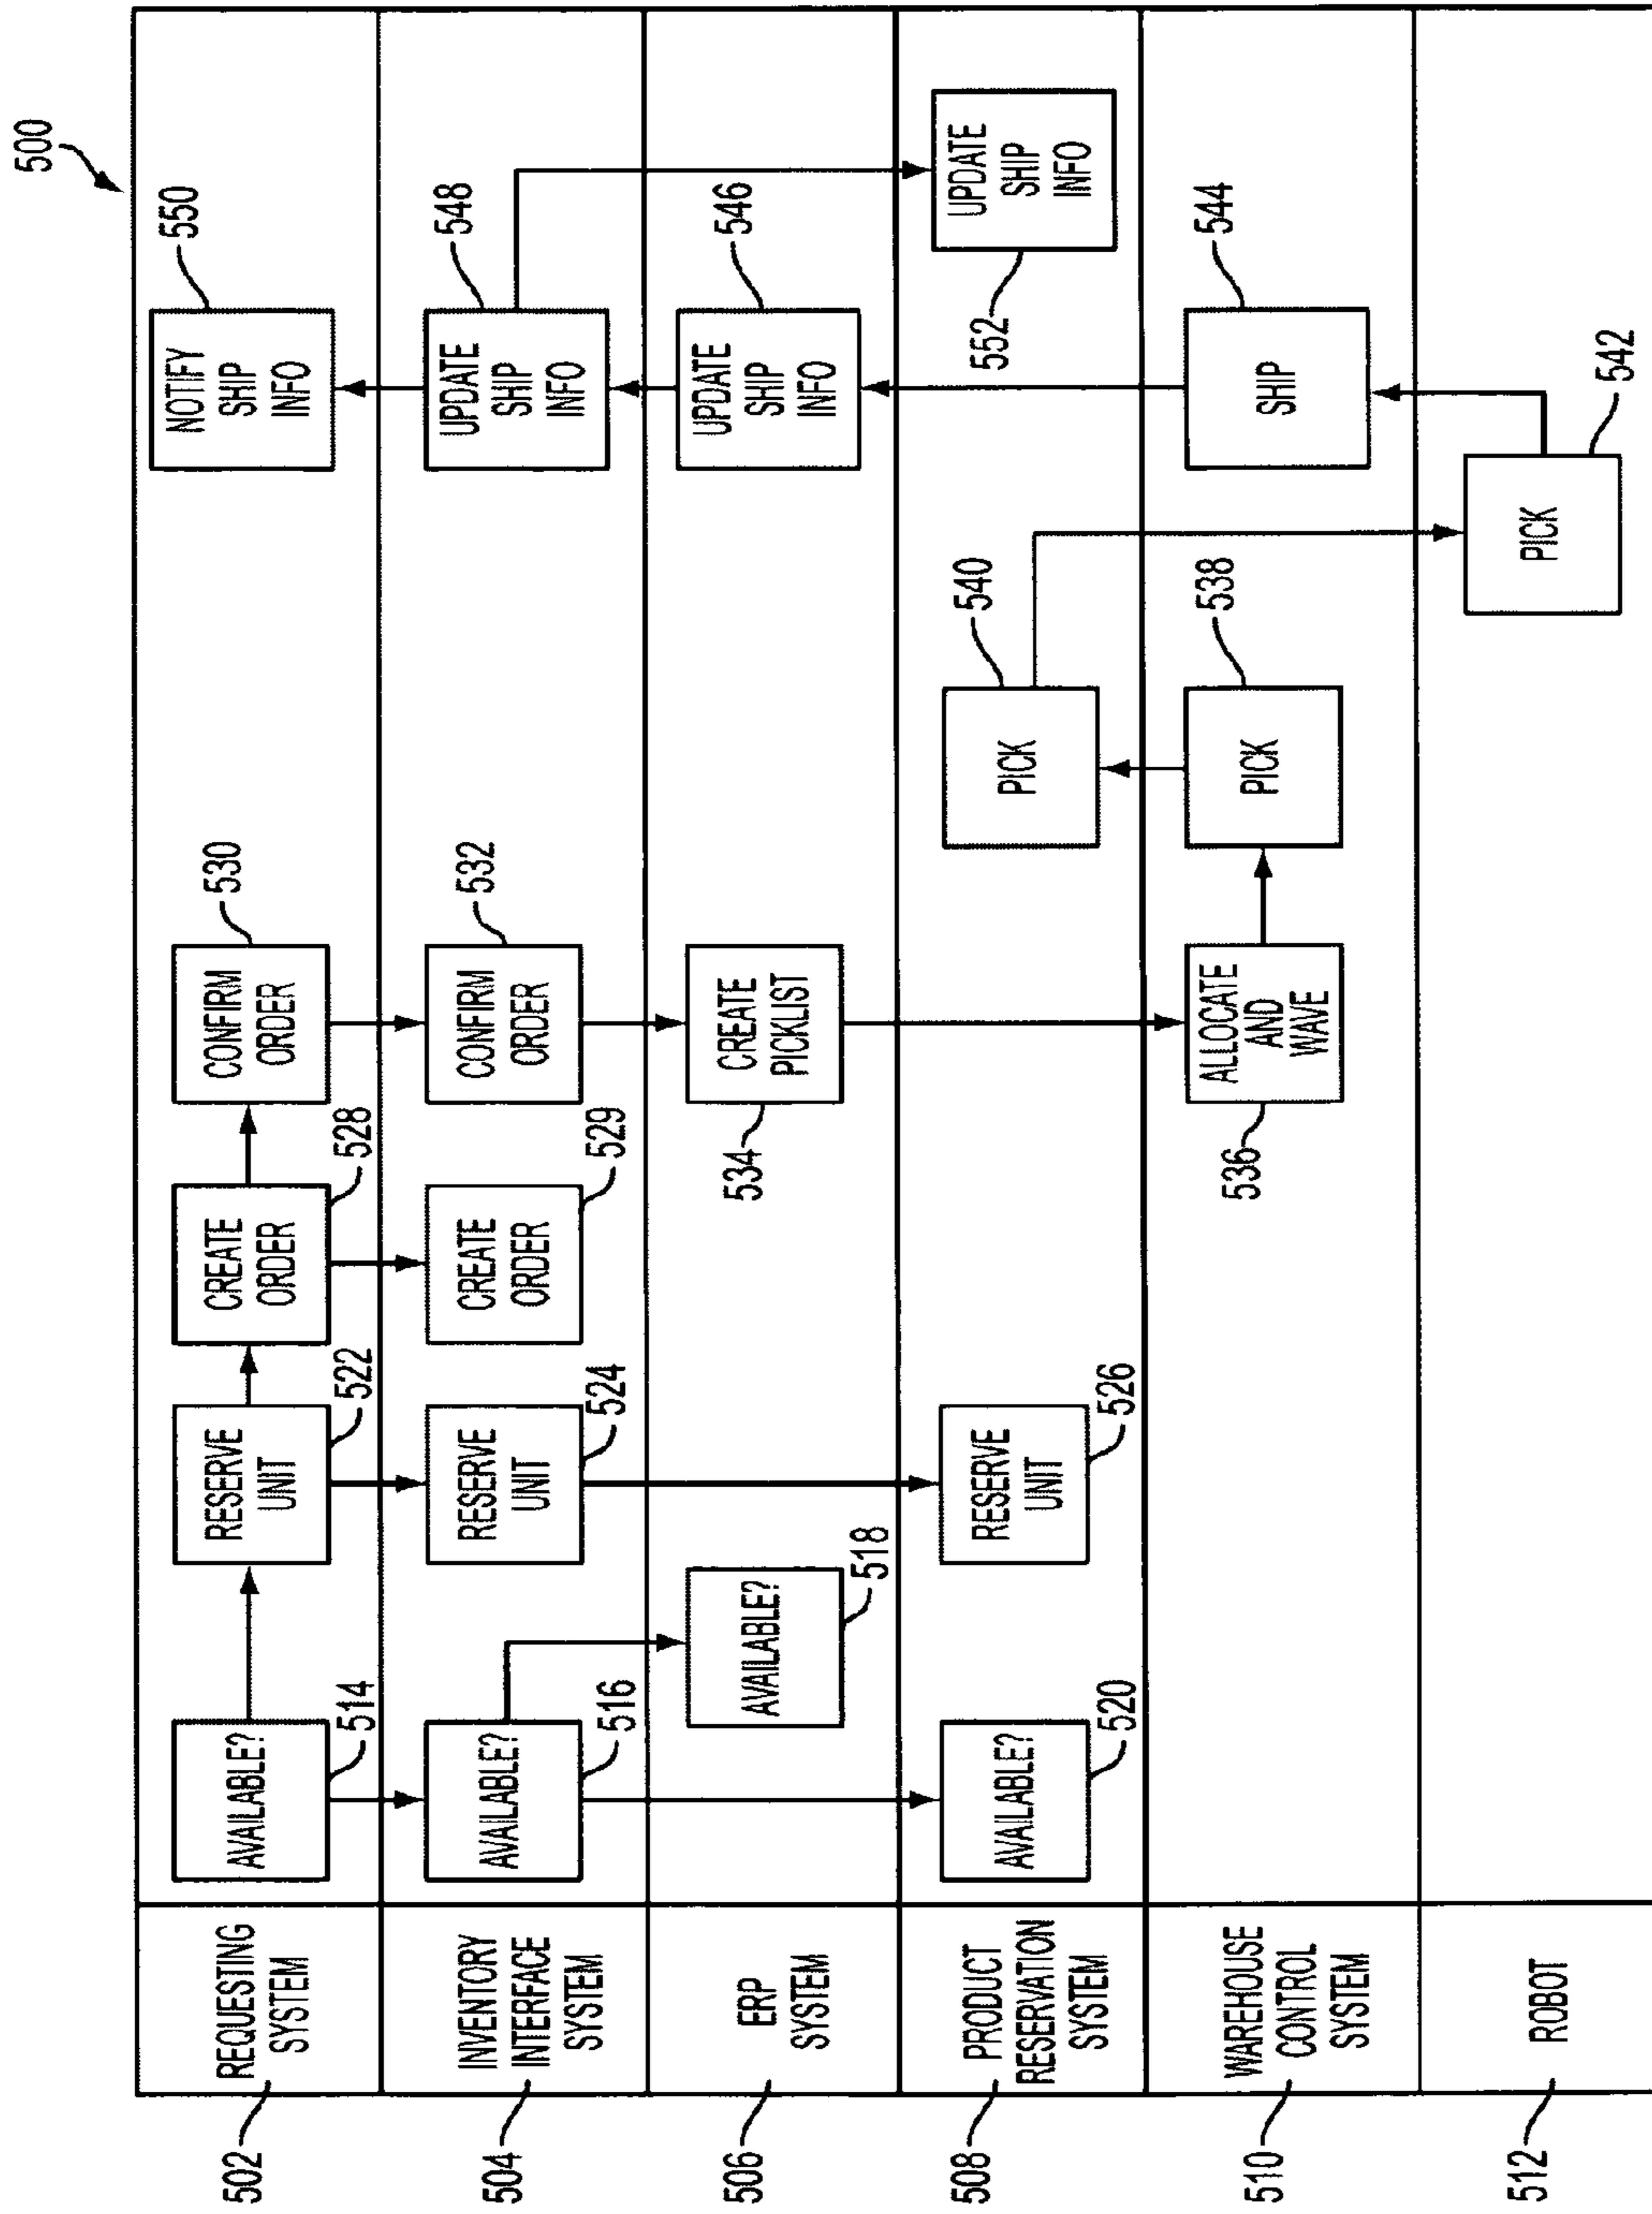 500
502
REQUESTING
SYSTEM
AVAILABLE?
514
RESERVE
UNIT
522
CREATE
ORDER
528
CONFIRM
ORDER
530
NOTIFY
SHIP
INFO
550
504
INVENTORY
INTERFACE
SYSTEM
AVAILABLE?
516
RESERVE
UNIT
524
CREATE
ORDER
529
CONFIRM
ORDER
532
UPDATE
SHIP
INFO
548
506
ERP
SYSTEM
AVAILABLE?
518
CREATE
PICKLIST
534
UPDATE
SHIP
INFO
546
508
PRODUCT
RESERVATION
SYSTEM
AVAILABLE?
520
RESERVE
UNIT
526
PICK
540
UPDATE
SHIP
INFO
552
510
WAREHOUSE
CONTROL
SYSTEM
ALLOCATE
AND
WAVE
536
PICK
538
SHIP
544
512
ROBOT
PICK
542